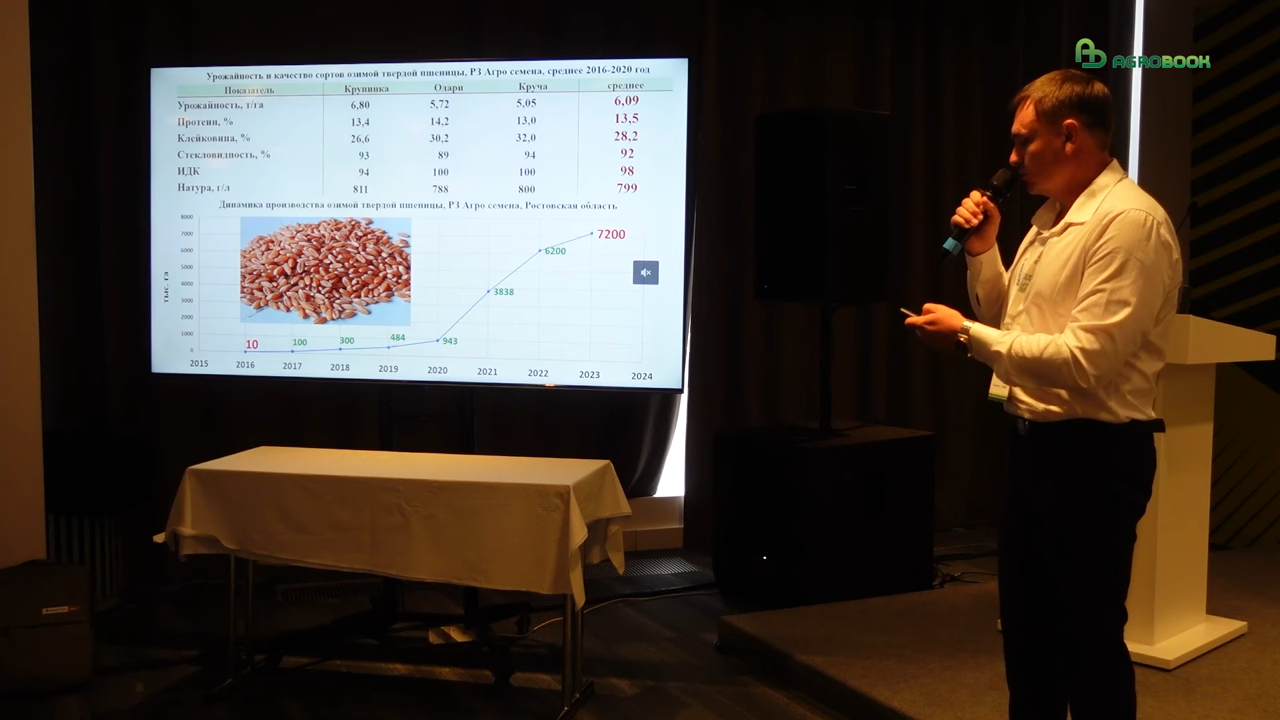 AGROBOOK
Урожайность и качество сортов озимой твердой пшеницы, РЗ Агро семена, среднее 2016-2020 год
Показатель Крупинка Одари Круча среднее
Урожайность, т/га 6,80 5,72 5,05 6,09
Протеин, % 13,4 14,2 13,0 13,5
Клейковина, % 26,6 30,2 32,0 28,2
Стекловидность, % 93 89 94 92
ИДК 94 100 100 98
Натура, г/л 811 788 800 799
Динамика производства озимой твердой пшеницы, РЗ Агро семена, Ростовская область
8000
7000
6000
5000
4000
3000
2000
1000
0
тыс. га
10 100 300 484 943 3838 6200 7200
2015 2016 2017 2018 2019 2020 2021 2022 2023 2024